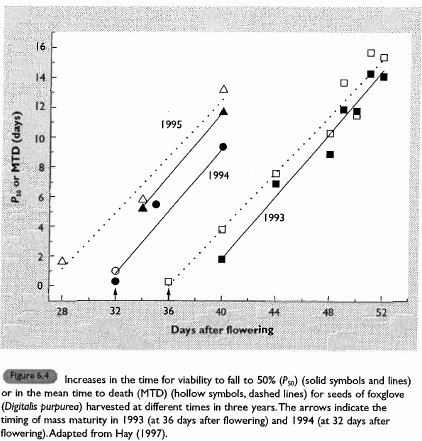 16
14
12
10
8
6
4
2
0
P50 or MTD (days)
1995
1994
1993
28 32 36 40 44 48 52
Days after flowering
Figure 6.4 Increases in the time for viability to fall to 50% (P50) (solid symbols and lines)
or in the mean time to death (MTD) (hollow symbols, dashed lines) for seeds of foxglove
(Digitalis purpurea) harvested at different times in three years. The arrows indicate the
timing of mass maturity in 1993 (at 36 days after flowering) and 1994 (at 32 days after
flowering). Adapted from Hay (1997).